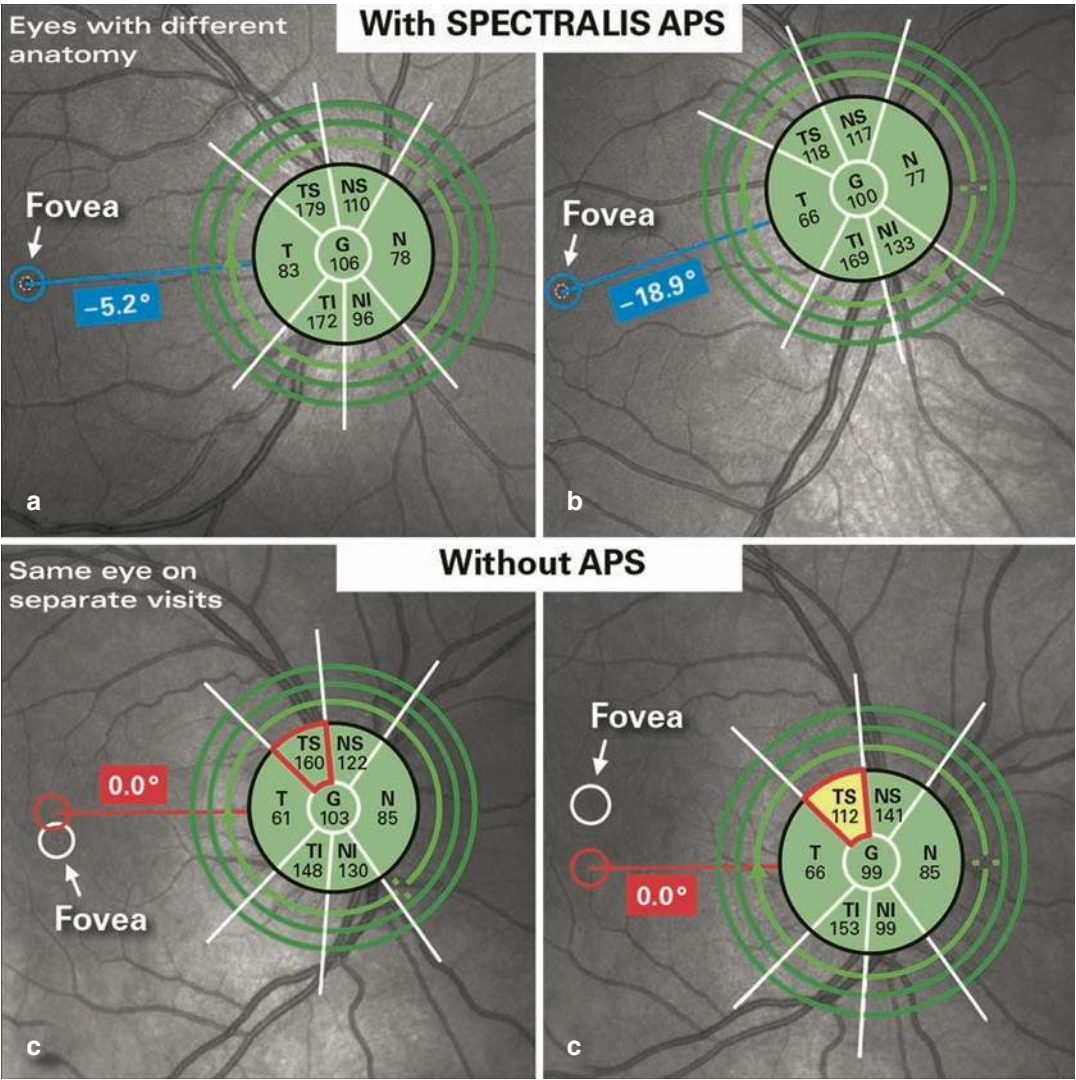 With SPECTRALIS APS
Eyes with different
anatomy
Fovea
−5.2°
TS
179
NS
110
T
83
G
106
N
78
TI
172
NI
96
a
Fovea
−18.9°
TS
118
NS
117
T
66
G
100
N
77
TI
169
NI
133
b
Without APS
Same eye on
separate visits
0.0°
Fovea
TS
160
NS
122
T
61
G
103
N
85
TI
148
NI
130
c
Fovea
0.0°
TS
112
NS
141
T
66
G
99
N
85
TI
153
NI
99
c